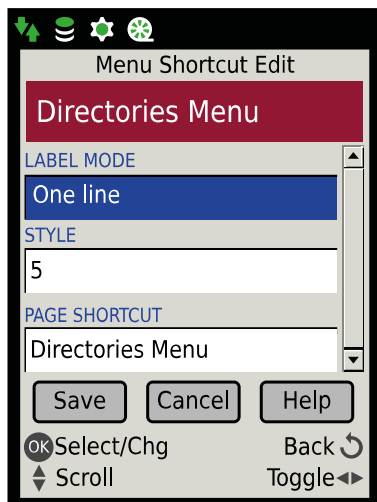 Menu Shortcut Edit
Directories Menu
LABEL MODE
One line
STYLE
5
PAGE SHORTCUT
Directories Menu
Save Cancel Help
OK Select/Chg Back
Scroll Toggle